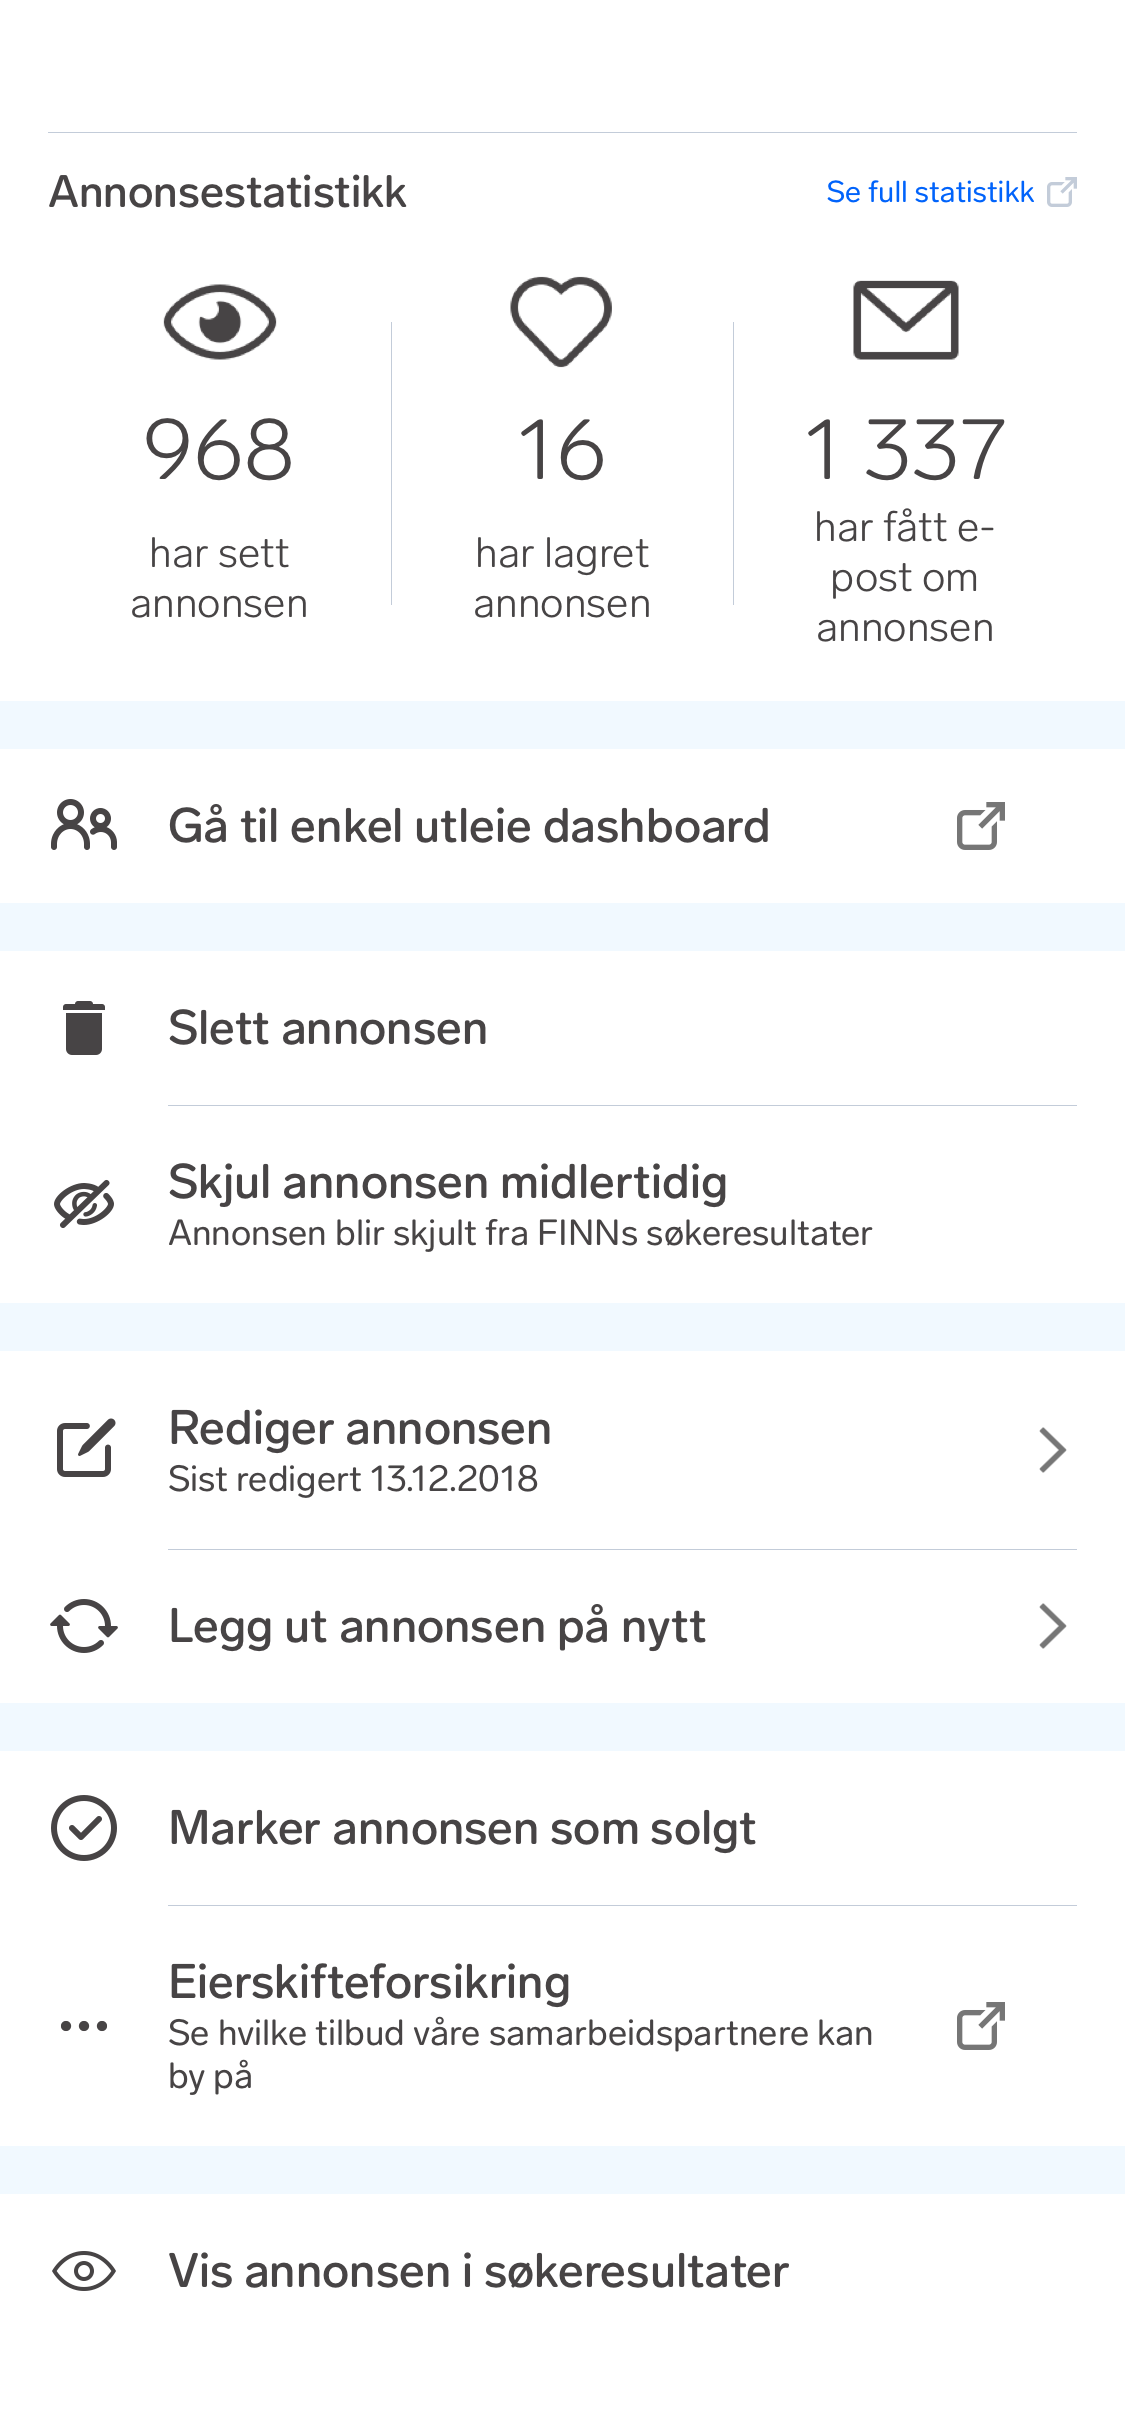 Annonsestatistikk
Se full statistikk
968
har sett
annonsen
16
har lagret
annonsen
1 337
har fått e-
post om
annonsen
Gå til enkel utleie dashboard
Slett annonsen
Skjul annonsen midlertidig
Annonsen blir skjult fra FINNs søkeresultater
Rediger annonsen
Sist redigert 13.12.2018
Legg ut annonsen på nytt
Marker annonsen som solgt
Eierskifteforsikring
Se hvilke tilbud våre samarbeidspartnere kan
by på
Vis annonsen i søkeresultater